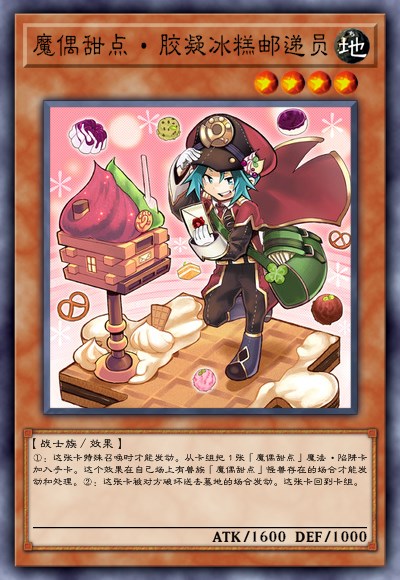 魔偶甜点·胶凝冰糕邮递员
地
【战士族/效果】
①：这张卡特殊召唤时才能发动。从卡组把1张「魔偶甜点」魔法·陷阱卡
加入手卡。这个效果在自己场上有兽族「魔偶甜点」怪兽存在的场合才能发
动和处理。②：这张卡被对方破坏送去墓地的场合发动。这张卡回到卡组。
ATK/1600 DEF/1000